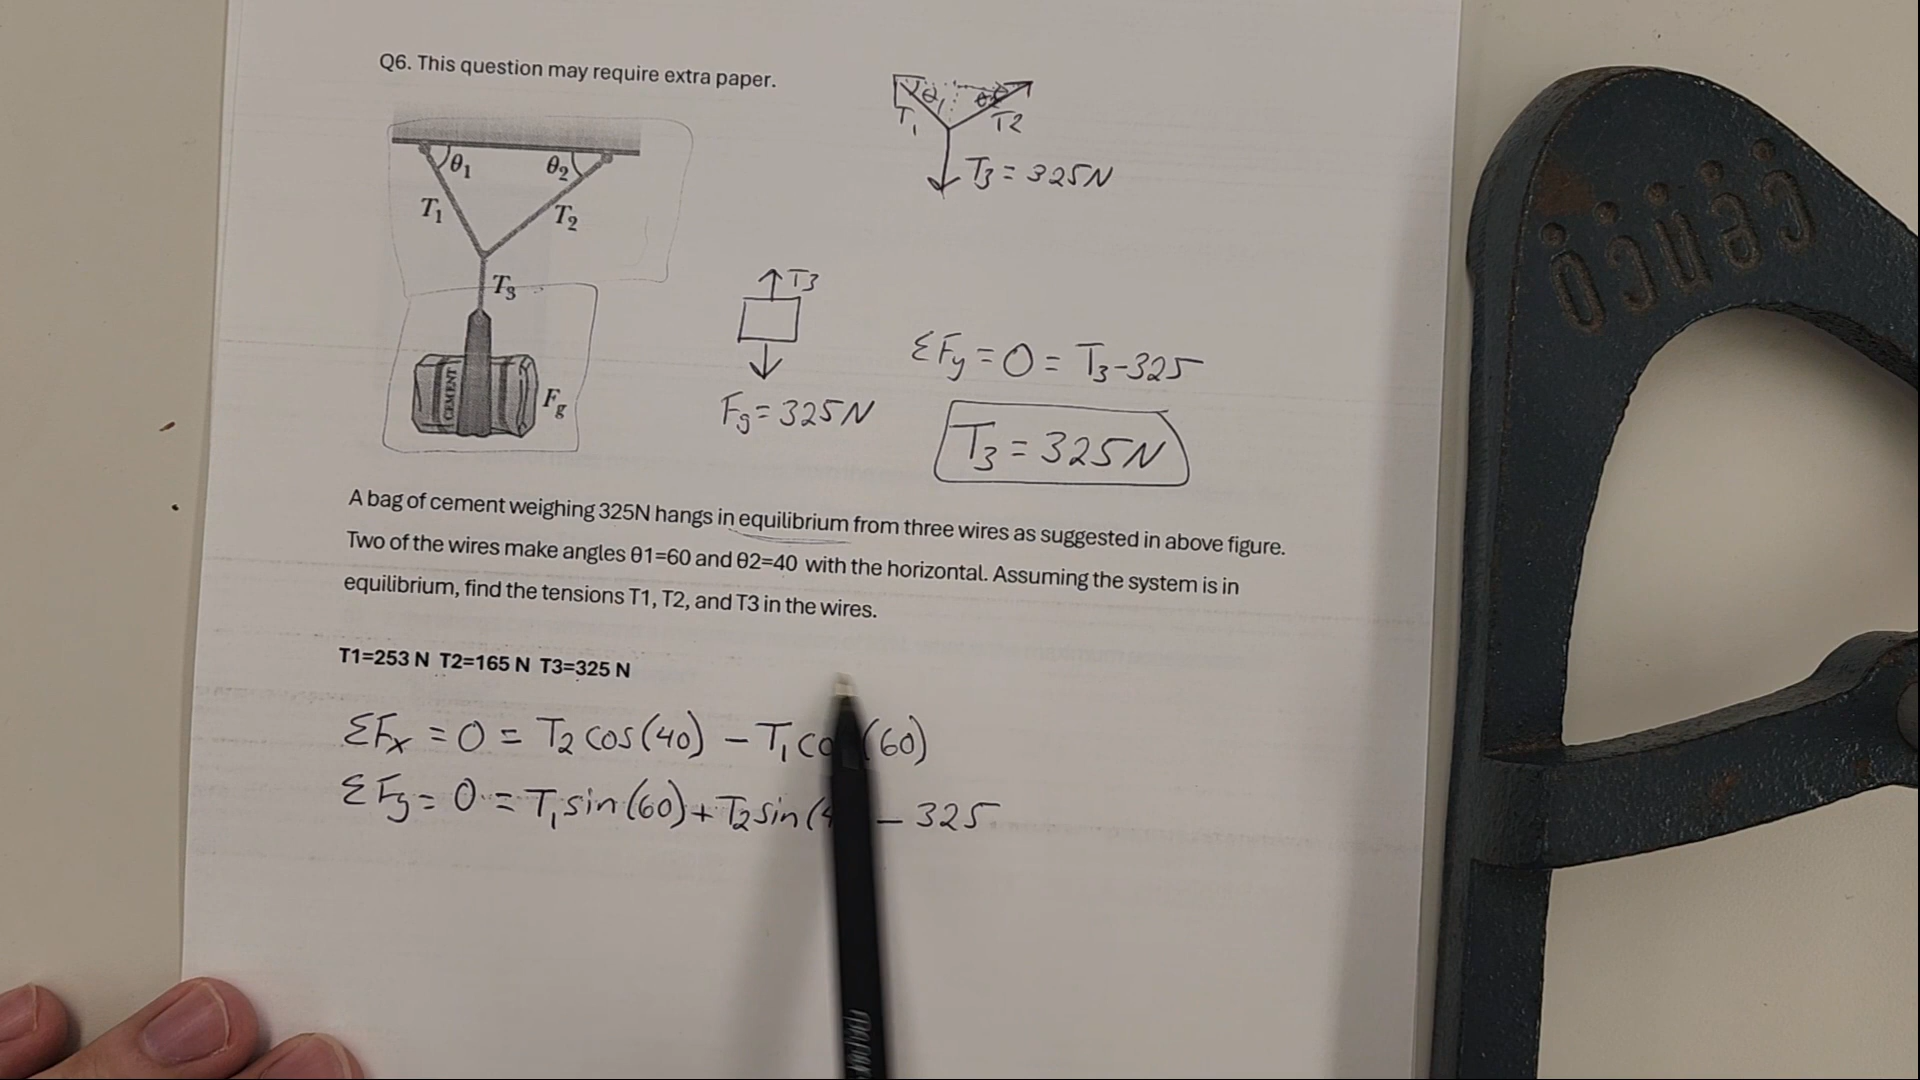 Q6. This question may require extra paper.
θ1 θ2
T1 T2
T3
CEMENT
Fg
θ1
T1 T2
T3 = 325N
T3
Fg = 325N
ΣFy = 0 = T3 - 325
T3 = 325N
A bag of cement weighing 325N hangs in equilibrium from three wires as suggested in above figure.
Two of the wires make angles θ1=60 and θ2=40 with the horizontal. Assuming the system is in
equilibrium, find the tensions T1, T2, and T3 in the wires.
T1=253 N T2=165 N T3=325 N
ΣFx = 0 = T2 cos(40) - T1 (60)
ΣFy = 0 = T1 sin(60) + T2 sin( - 325